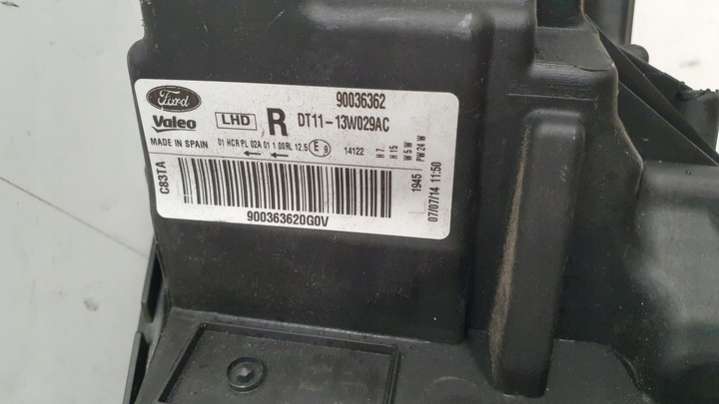 Ford 90036362
Valeo LHD R DT11-13W029AC
MADE IN SPAIN 01 HCR PL 02A 01 1.00RL 12.5 E9 14122 H7 H15 W5W PW24W
C83TA
1945
07/07/14 11:50
900363620G0V